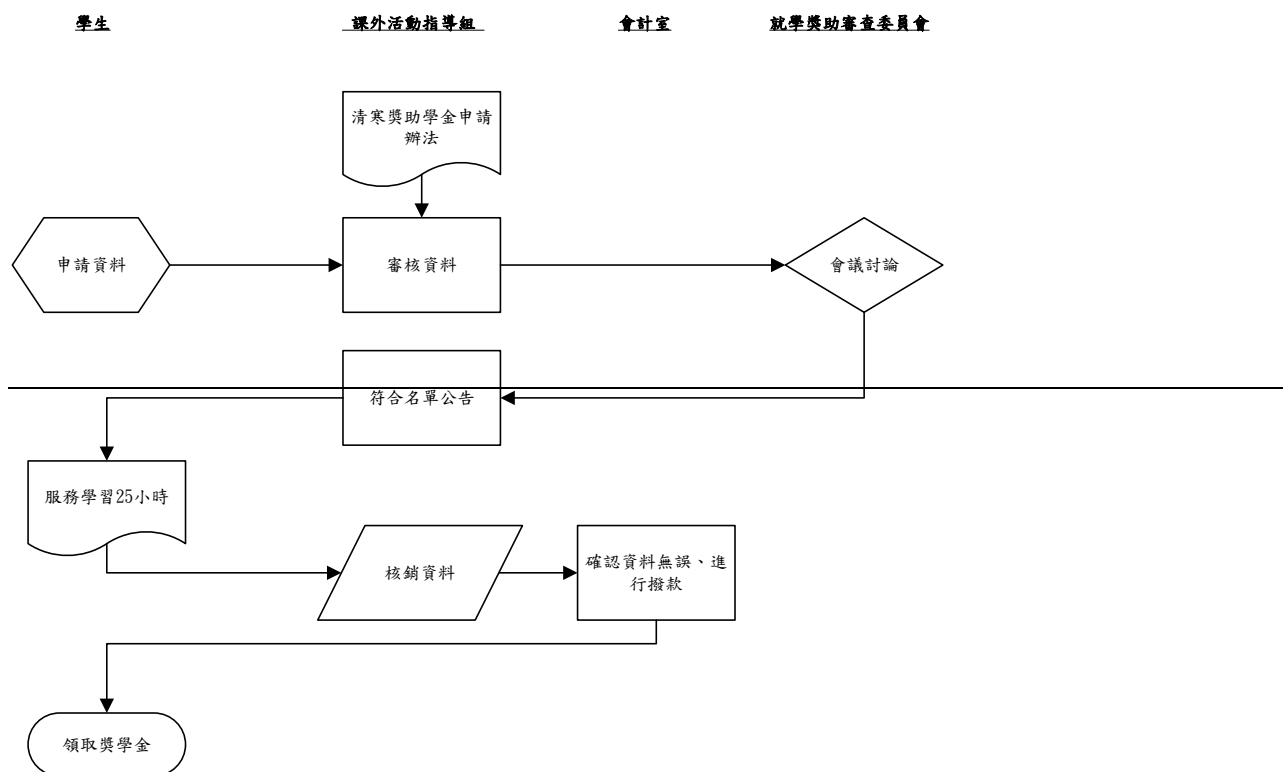 學生
課外活動指導組
會計室
就學獎助審查委員會
清寒獎助學金申請
辦法
申請資料
審核資料
會議討論
符合名單公告
服務學習25小時
核銷資料
確認資料無誤、進
行撥款
領取獎學金